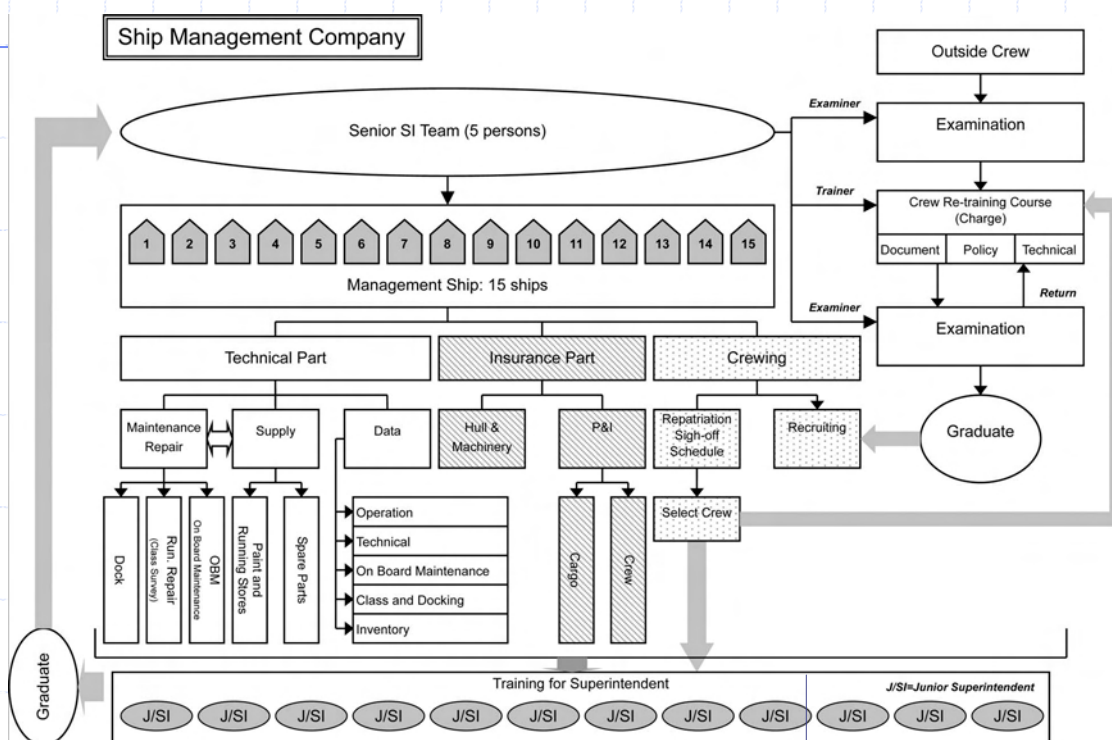 Ship Management Company
Outside Crew
Senior SI Team (5 persons)
Examiner
Examination
Trainer
Crew Re-training Course
(Charge)
Document
Policy
Technical
1
2
3
4
5
6
7
8
9
10
11
12
13
14
15
Management Ship: 15 ships
Return
Examiner
Examination
Technical Part
Insurance Part
Crewing
Maintenance
Repair
Supply
Data
Hull &
Machinery
P&I
Repatriation
Sigh-off
Schedule
Recruiting
Graduate
Select Crew
Dock
Run. Repair
(Class Survey)
OBM
On Board Maintenance
Paint and
Running Stores
Spare Parts
Operation
Technical
On Board Maintenance
Class and Docking
Inventory
Cargo
Crew
Graduate
Training for Superintendent
J/SI=Junior Superintendent
J/SI
J/SI
J/SI
J/SI
J/SI
J/SI
J/SI
J/SI
J/SI
J/SI
J/SI
J/SI